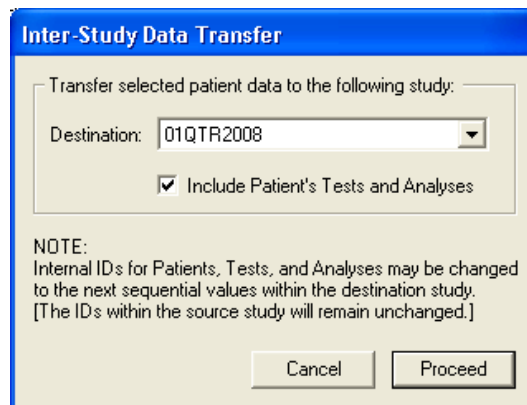 Inter-Study Data Transfer
Transfer selected patient data to the following study:
Destination: 01QTR2008
Include Patient's Tests and Analyses
NOTE:
Internal IDs for Patients, Tests, and Analyses may be changed
to the next sequential values within the destination study.
[The IDs within the source study will remain unchanged.]
Cancel Proceed